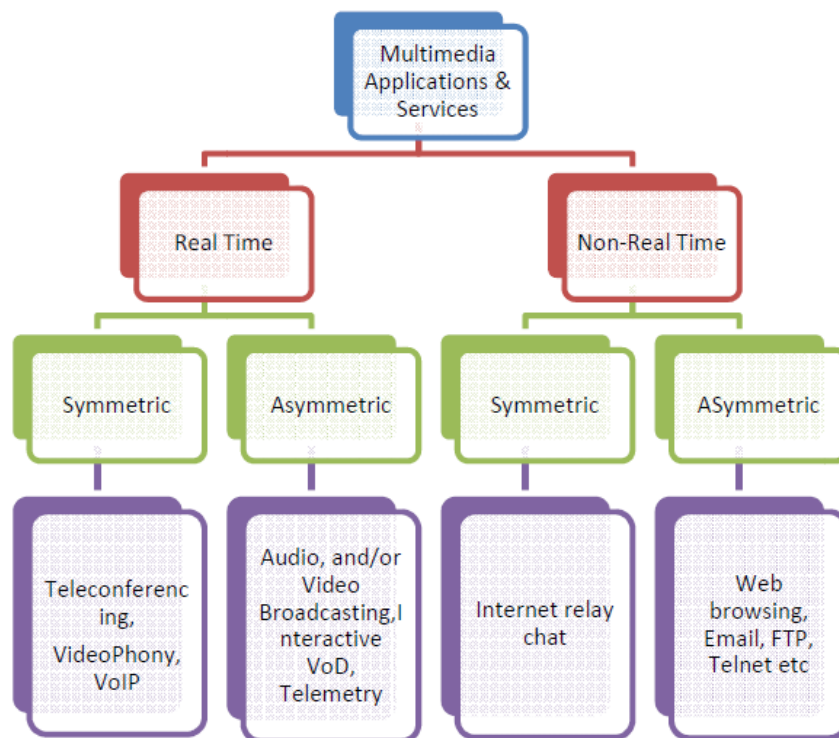 Multimedia
Applications &
Services
Real Time
Non-Real Time
Symmetric
Asymmetric
Symmetric
ASymmetric
Teleconferenc
ing,
VideoPhony,
VoIP
Audio, and/or
Video
Broadcasting,I
nteractive
VoD,
Telemetry
Internet relay
chat
Web
browsing,
Email, FTP,
Telnet etc